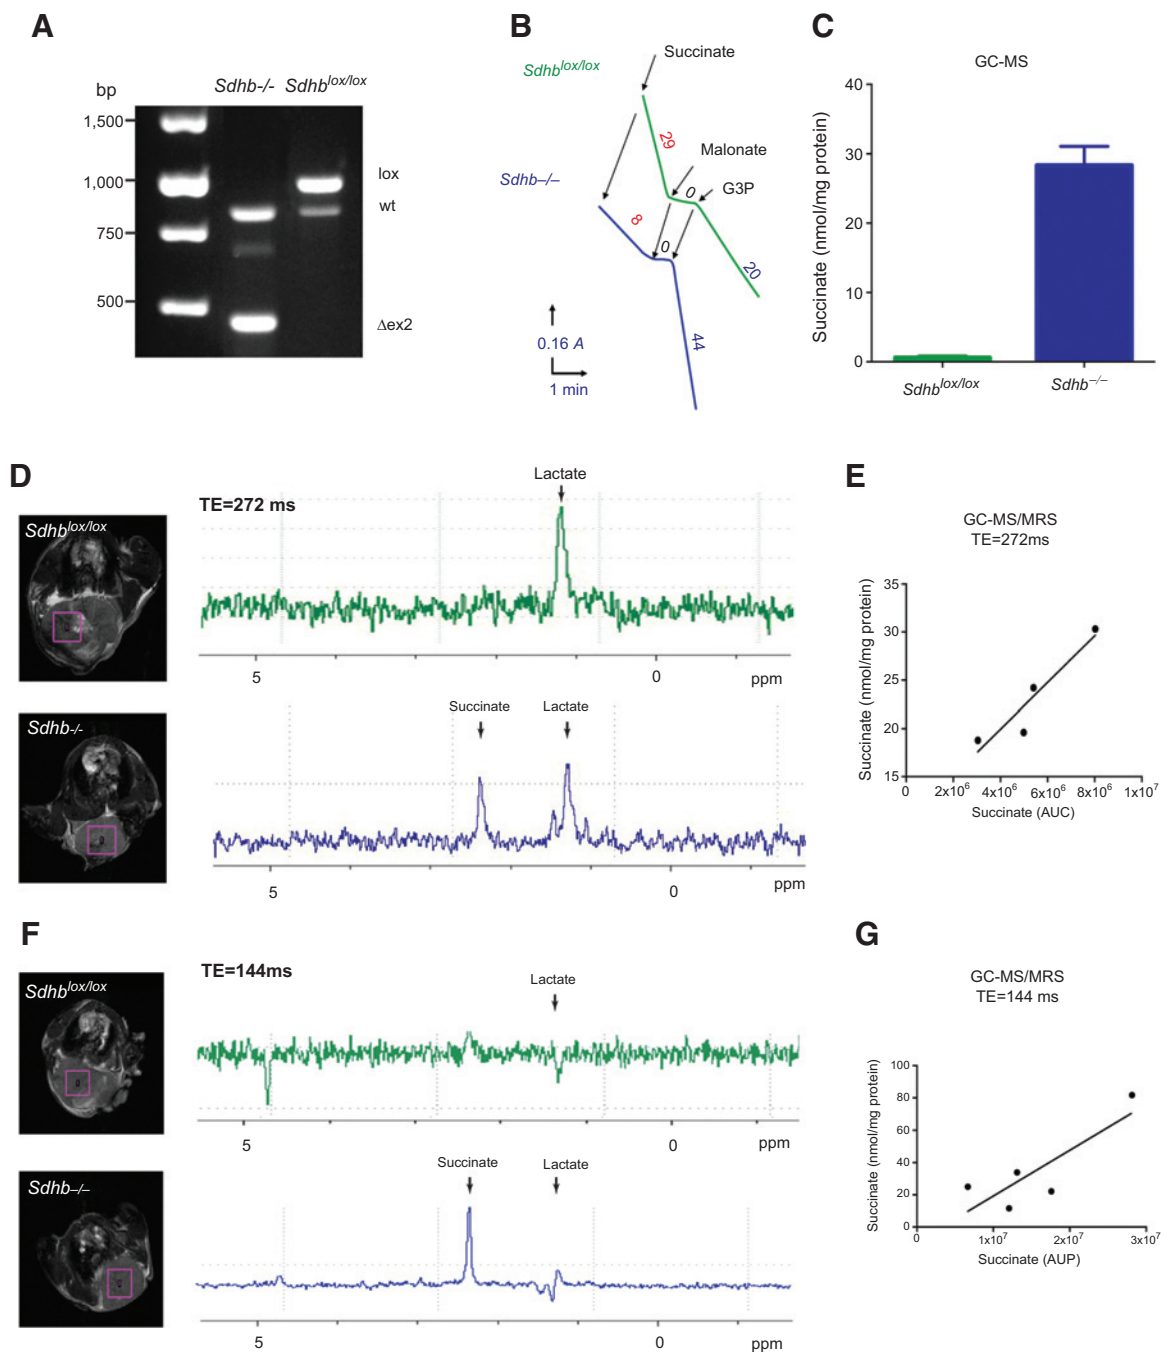 A
bp
Sdhb-/- Sdhb^lox/lox
1,500
1,000
750
500
lox
wt
Δex2
B
Sdhb^lox/lox
Succinate
29
Malonate
0
G3P
Sdhb–/–
8
0
20
44
0.16 A
1 min
C
GC-MS
Succinate (nmol/mg protein)
40
30
20
10
0
Sdhb^lox/lox
Sdhb^–/–
D
Sdhb^lox/lox
TE=272 ms
Lactate
5
0
ppm
Sdhb-/-
Succinate
Lactate
5
0
ppm
E
GC-MS/MRS
TE=272ms
Succinate (nmol/mg protein)
35
30
25
20
15
0
2x10^6
4x10^6
6x10^6
8x10^6
1x10^7
Succinate (AUC)
F
Sdhb^lox/lox
TE=144ms
Lactate
5
0
ppm
Sdhb–/–
Succinate
Lactate
5
0
ppm
G
GC-MS/MRS
TE=144 ms
Succinate (nmol/mg protein)
100
80
60
40
20
0
0
1x10^7
2x10^7
3x10^7
Succinate (AUP)